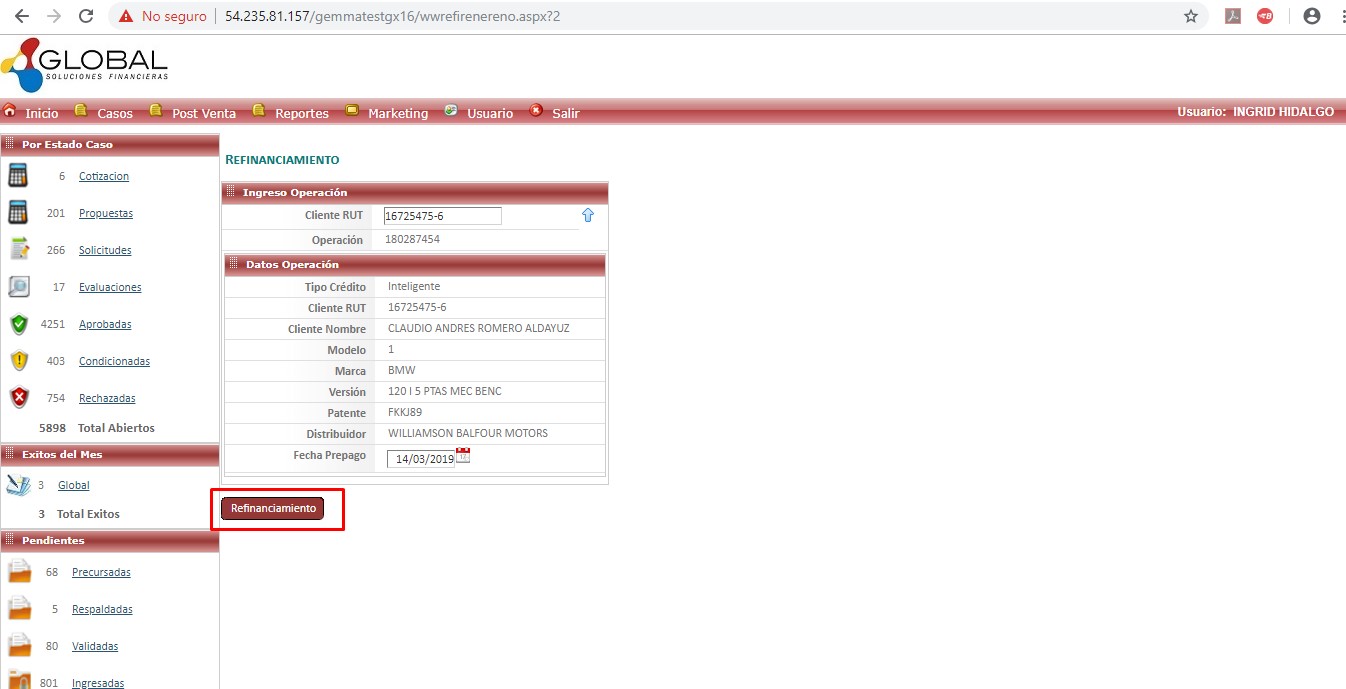 No seguro
54.235.81.157/gemmatestgx16/wwrefirenereno.aspx?2
GLOBAL
SOLUCIONES FINANCIERAS
Inicio Casos Post Venta Reportes Marketing Usuario Salir Usuario: INGRID HIDALGO
Por Estado Caso
6 Cotizacion
201 Propuestas
266 Solicitudes
17 Evaluaciones
4251 Aprobadas
403 Condicionadas
754 Rechazadas
5898 Total Abiertos
Exitos del Mes
3 Global
3 Total Exitos
Pendientes
68 Precursadas
5 Respaldadas
80 Validadas
801 Ingresadas
REFINANCIAMIENTO
Ingreso Operación
Cliente RUT 16725475-6
Operación 180287454
Datos Operación
Tipo Crédito Inteligente
Cliente RUT 16725475-6
Cliente Nombre CLAUDIO ANDRES ROMERO ALDAYUZ
Modelo 1
Marca BMW
Versión 120 I 5 PTAS MEC BENC
Patente FKKJ89
Distribuidor WILLIAMSON BALFOUR MOTORS
Fecha Prepago 14/03/2019
Refinanciamiento